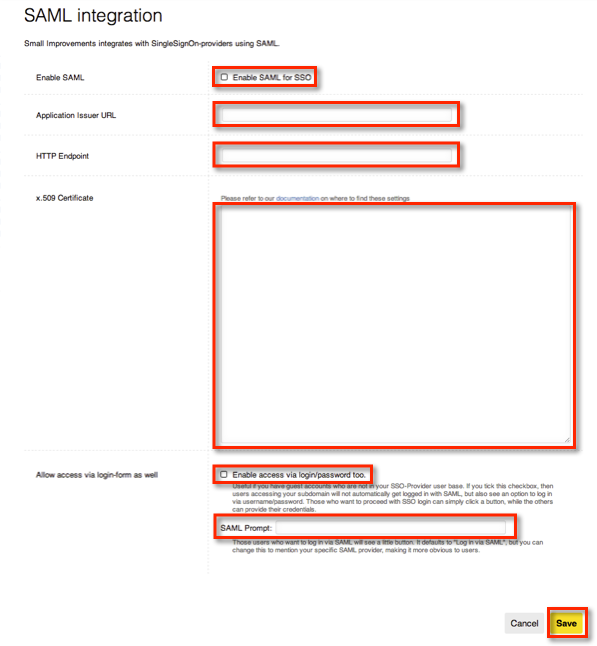 SAML integration
Small Improvements integrates with SingleSignOn-providers using SAML.
Enable SAML
Enable SAML for SSO
Application Issuer URL
HTTP Endpoint
x.509 Certificate
Please refer to our documentation on where to find these settings
Allow access via login-form as well
Enable access via login/password too.
Useful if you have guest accounts who are not in your SSO-Provider user base. If you tick this checkbox, then
users accessing your subdomain will not automatically get logged in with SAML, but also see an option to log in
via username/password. Those who want to proceed with SSO login can simply click a button, while the others
can provide their credentials.
SAML Prompt:
Those users who want to log in via SAML will see a little button. It defaults to "Log in via SAML", but you can
change this to mention your specific SAML provider, making it more obvious to users.
Cancel
Save